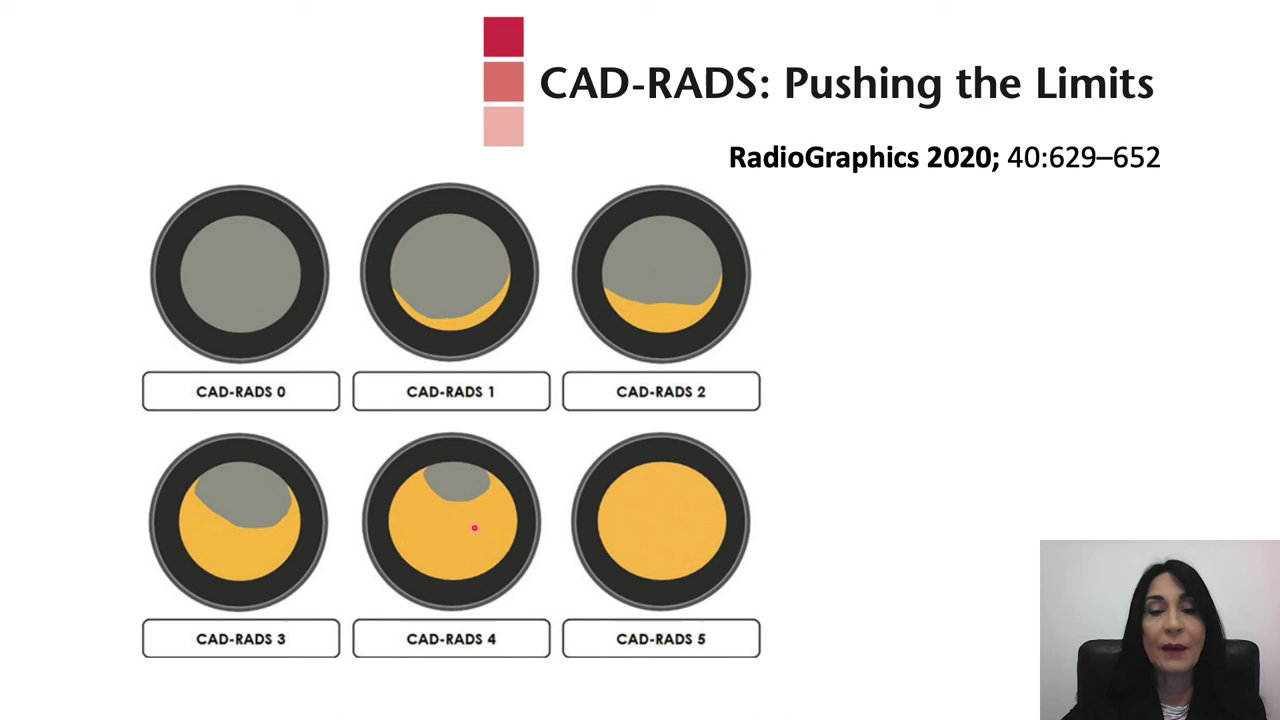 CAD-RADS: Pushing the Limits
RadioGraphics 2020; 40:629–652
CAD-RADS 0
CAD-RADS 1
CAD-RADS 2
CAD-RADS 3
CAD-RADS 4
CAD-RADS 5